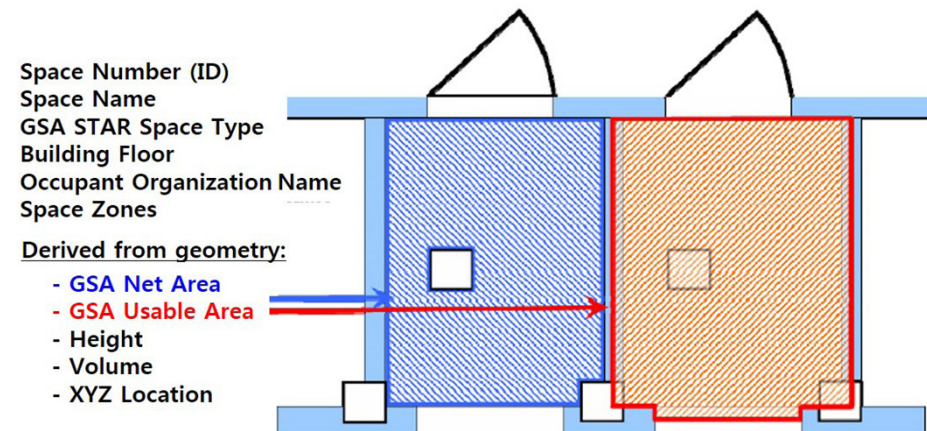 Space Number (ID)
Space Name
GSA STAR Space Type
Building Floor
Occupant Organization Name
Space Zones
Derived from geometry:
- GSA Net Area
- GSA Usable Area
- Height
- Volume
- XYZ Location